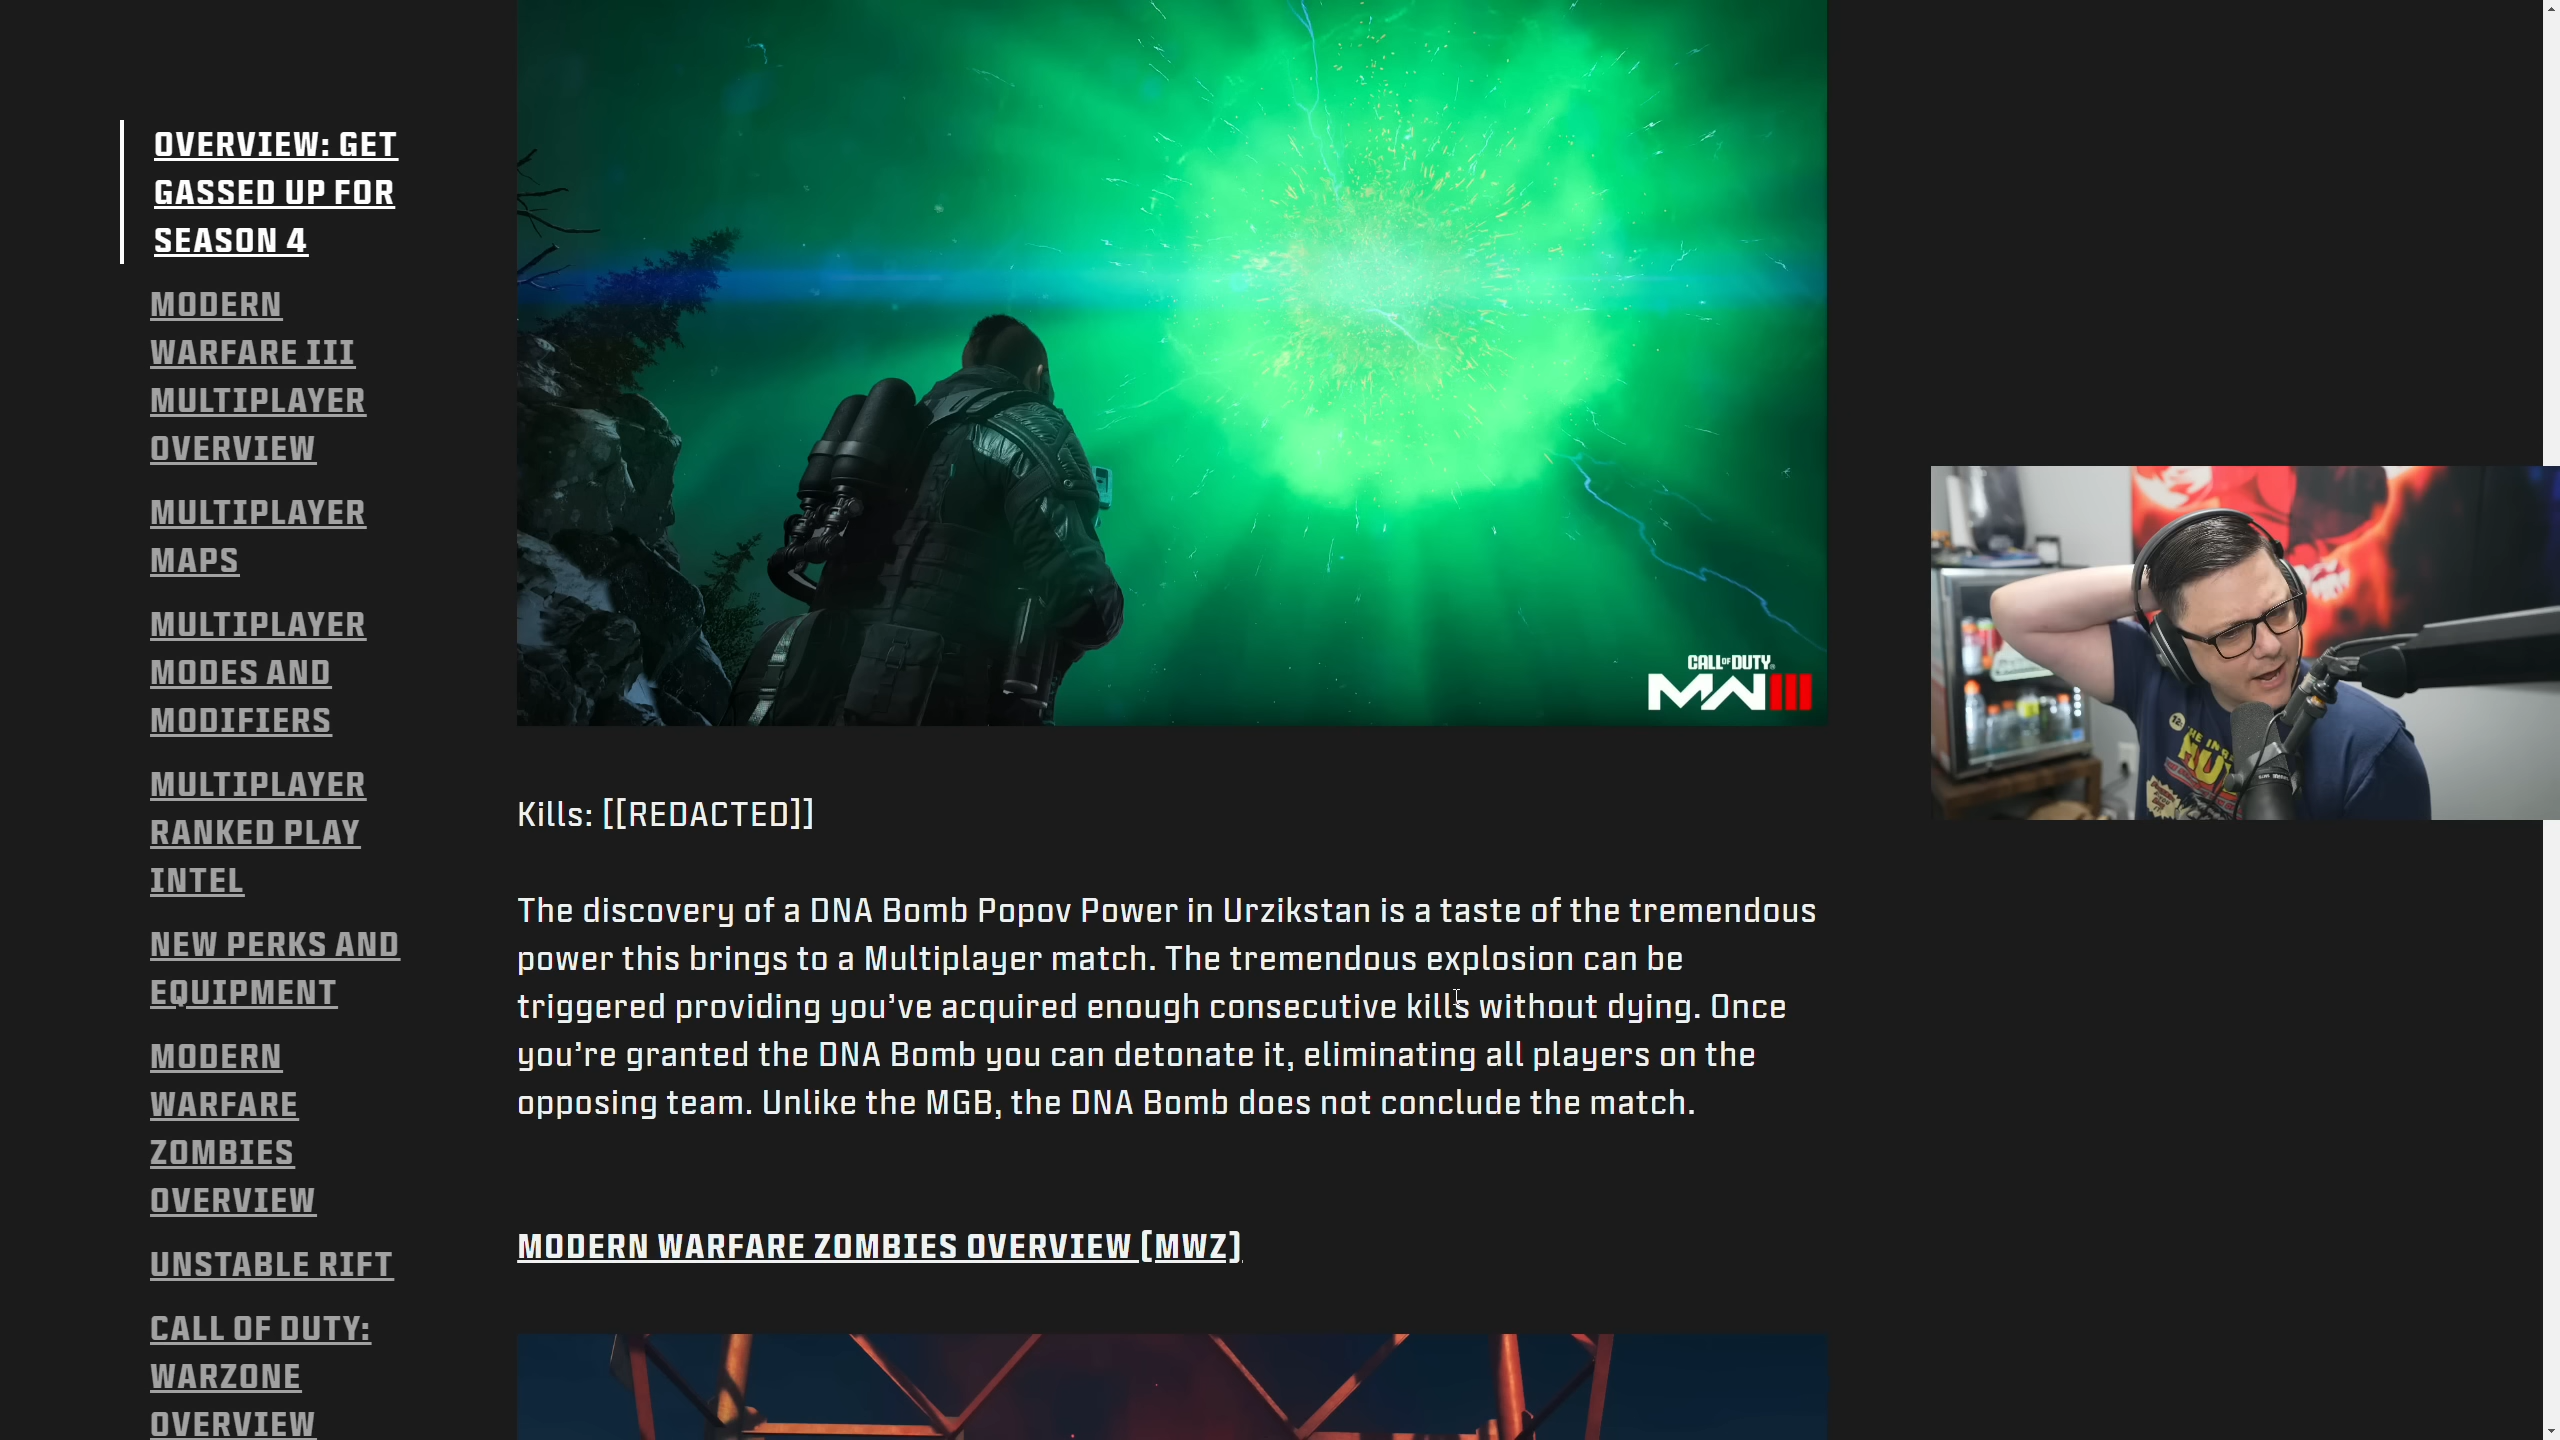 OVERVIEW: GET
GASSED UP FOR
SEASON 4
MODERN
WARFARE III
MULTIPLAYER
OVERVIEW
MULTIPLAYER
MAPS
MULTIPLAYER
MODES AND
MODIFIERS
MULTIPLAYER
RANKED PLAY
INTEL
NEW PERKS AND
EQUIPMENT
MODERN
WARFARE
ZOMBIES
OVERVIEW
UNSTABLE RIFT
CALL OF DUTY:
WARZONE
OVERVIEW
CALL OF DUTY
MWIII
Kills: [[REDACTED]]
The discovery of a DNA Bomb Popov Power in Urzikstan is a taste of the tremendous
power this brings to a Multiplayer match. The tremendous explosion can be
triggered providing you’ve acquired enough consecutive kills without dying. Once
you’re granted the DNA Bomb you can detonate it, eliminating all players on the
opposing team. Unlike the MGB, the DNA Bomb does not conclude the match.
MODERN WARFARE ZOMBIES OVERVIEW [MWZ]
12¢